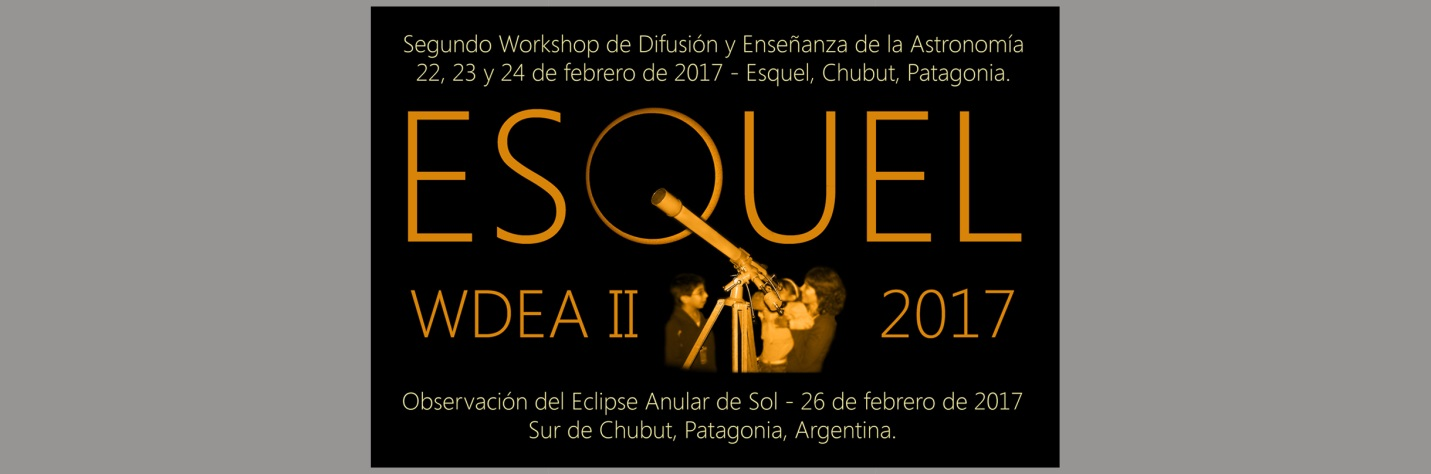 Segundo Workshop de Difusión y Enseñanza de la Astronomía
22, 23 y 24 de febrero de 2017 - Esquel, Chubut, Patagonia.
ESQUEL
WDEA II 2017
Observación del Eclipse Anular de Sol - 26 de febrero de 2017
Sur de Chubut, Patagonia, Argentina.